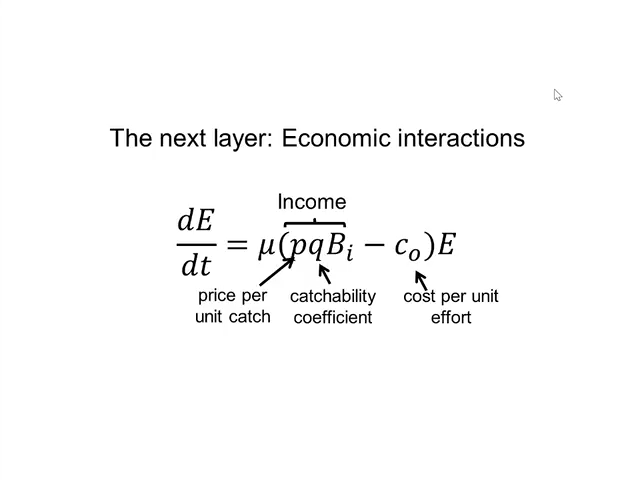 The next layer: Economic interactions
Income
dE/dt = μ(pqB_i − c_o)E
price per
unit catch
catchability
coefficient
cost per unit
effort